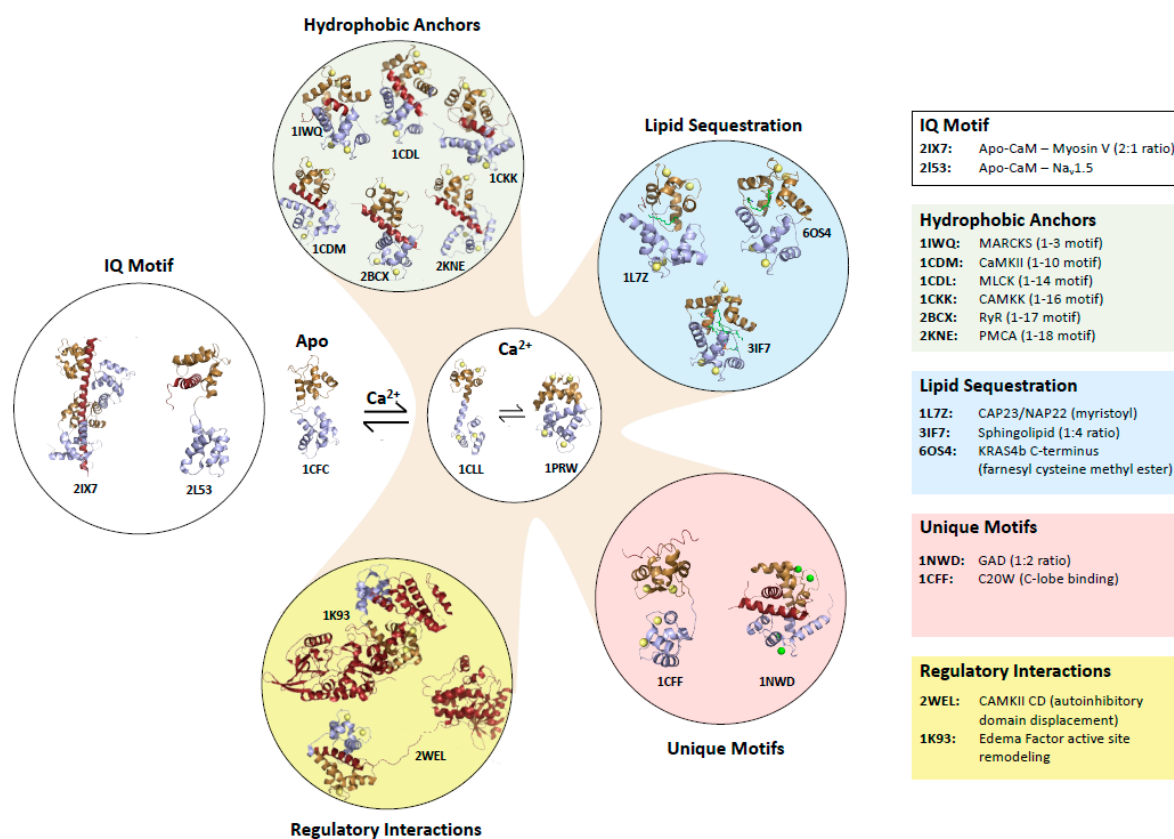 Hydrophobic Anchors
1IWQ
1CDL
1CKK
1CDM
2BCX
2KNE
Lipid Sequestration
1L7Z
6OS4
3IF7
IQ Motif
2IX7
2L53
Apo
1CFC
Ca2+
Ca2+
1CLL
1PRW
1K93
2WEL
Regulatory Interactions
1CFF
1NWD
Unique Motifs
IQ Motif
2IX7: Apo-CaM – Myosin V (2:1 ratio)
2l53: Apo-CaM – Nav1.5
Hydrophobic Anchors
1IWQ: MARCKS (1-3 motif)
1CDM: CaMKII (1-10 motif)
1CDL: MLCK (1-14 motif)
1CKK: CAMKK (1-16 motif)
2BCX: RyR (1-17 motif)
2KNE: PMCA (1-18 motif)
Lipid Sequestration
1L7Z: CAP23/NAP22 (myristoyl)
3IF7: Sphingolipid (1:4 ratio)
6OS4: KRAS4b C-terminus
(farnesyl cysteine methyl ester)
Unique Motifs
1NWD: GAD (1:2 ratio)
1CFF: C20W (C-lobe binding)
Regulatory Interactions
2WEL: CAMKII CD (autoinhibitory
domain displacement)
1K93: Edema Factor active site
remodeling